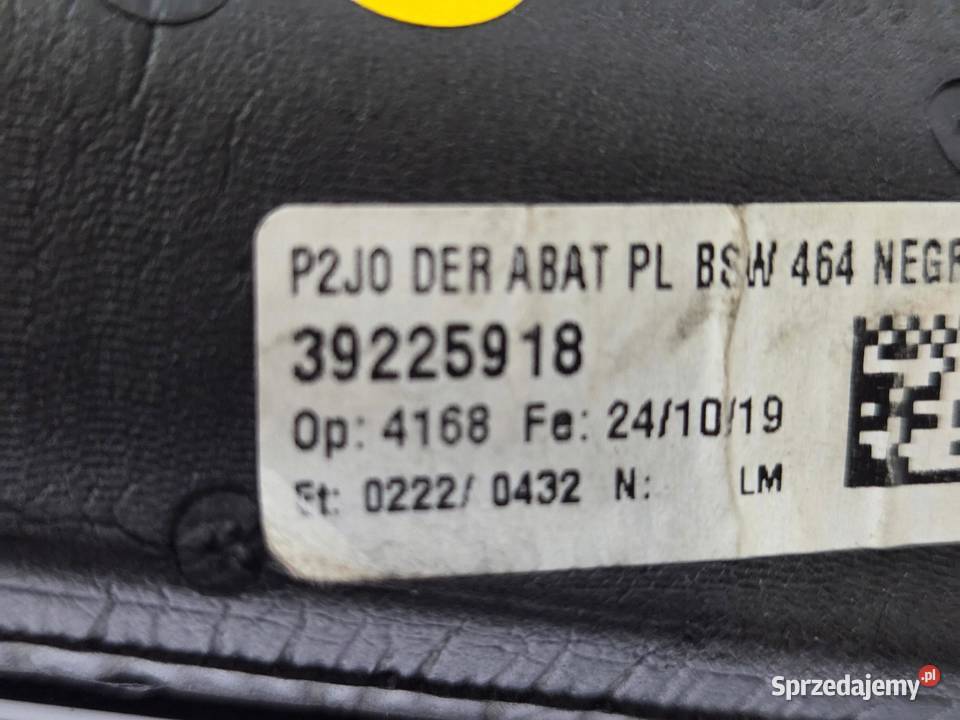 P2JO DER ABAT PL BSW 464 NEGR
39225918
Op: 4168 Fe: 24/10/19
Et: 0222/ 0432 N: LM
Sprzedajemy.pl